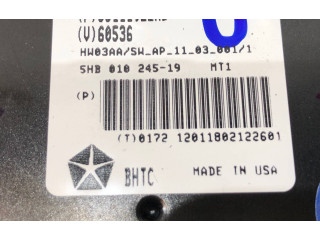 (V)60536
HW03AA/SW_AP_11_03_001/1
5HB 010 245-19 MT1
(P)
(T)0172 12011802122601
BHTC MADE IN USA